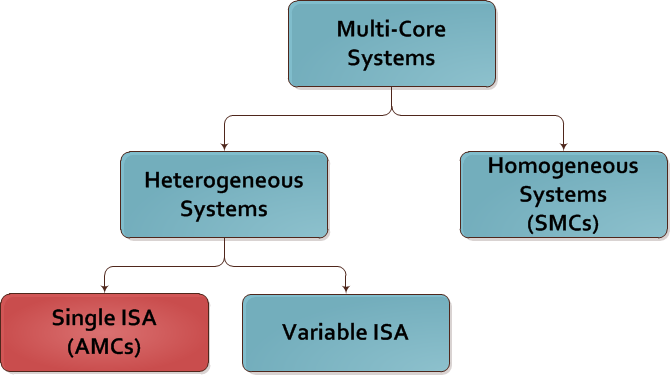 Multi-Core
Systems
Heterogeneous
Systems
Homogeneous
Systems
(SMCs)
Single ISA
(AMCs)
Variable ISA